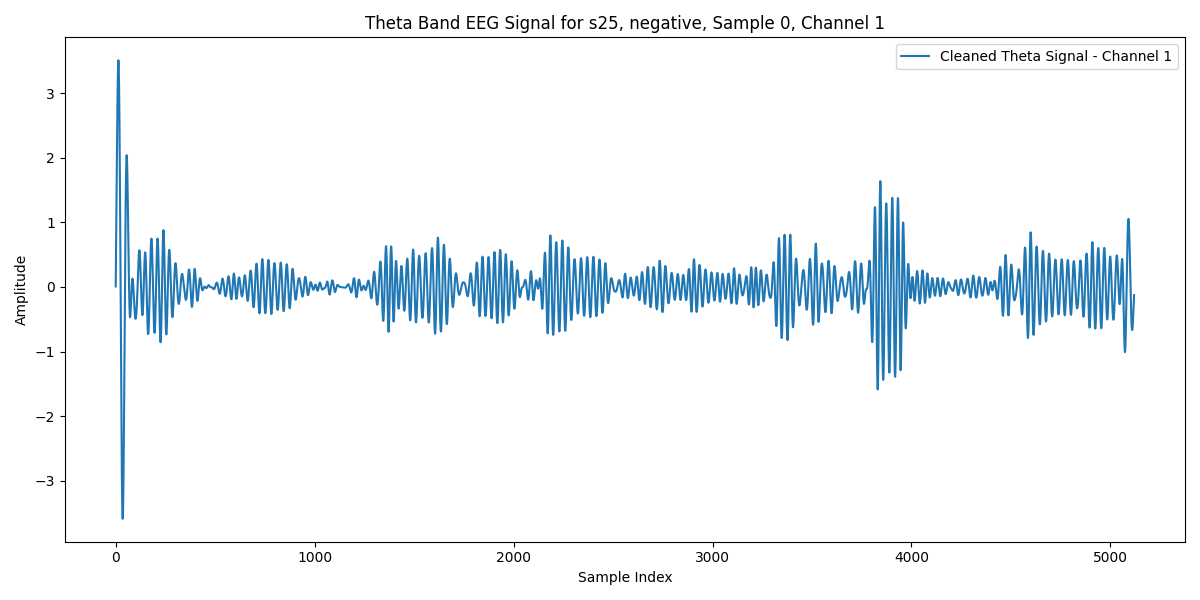 Theta Band EEG Signal for s25, negative, Sample 0, Channel 1
Cleaned Theta Signal - Channel 1
Amplitude
3
2
1
0
−1
−2
−3
0 1000 2000 3000 4000 5000
Sample Index